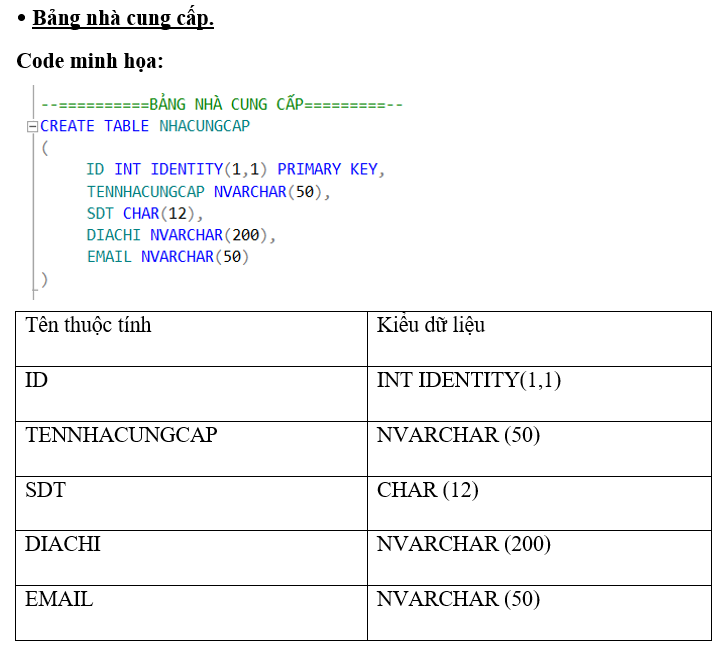 • Bảng nhà cung cấp.
Code minh họa:
--==========BẢNG NHÀ CUNG CẤP=========--
CREATE TABLE NHACUNGCAP
(
ID INT IDENTITY(1,1) PRIMARY KEY,
TENNHACUNGCAP NVARCHAR(50),
SDT CHAR(12),
DIACHI NVARCHAR(200),
EMAIL NVARCHAR(50)
)
Tên thuộc tính Kiểu dữ liệu
ID INT IDENTITY(1,1)
TENNHACUNGCAP NVARCHAR (50)
SDT CHAR (12)
DIACHI NVARCHAR (200)
EMAIL NVARCHAR (50)